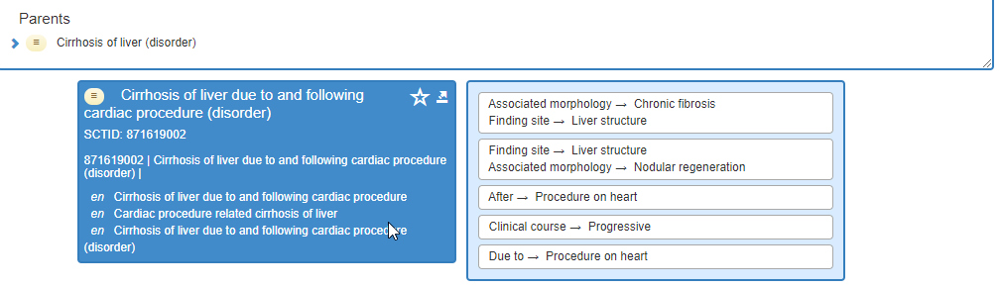 Parents
Cirrhosis of liver (disorder)
Cirrhosis of liver due to and following
cardiac procedure (disorder)
SCTID: 871619002
871619002 | Cirrhosis of liver due to and following cardiac procedure
(disorder) |
en Cirrhosis of liver due to and following cardiac procedure
en Cardiac procedure related cirrhosis of liver
en Cirrhosis of liver due to and following cardiac procedure
(disorder)
Associated morphology → Chronic fibrosis
Finding site → Liver structure
Finding site → Liver structure
Associated morphology → Nodular regeneration
After → Procedure on heart
Clinical course → Progressive
Due to → Procedure on heart